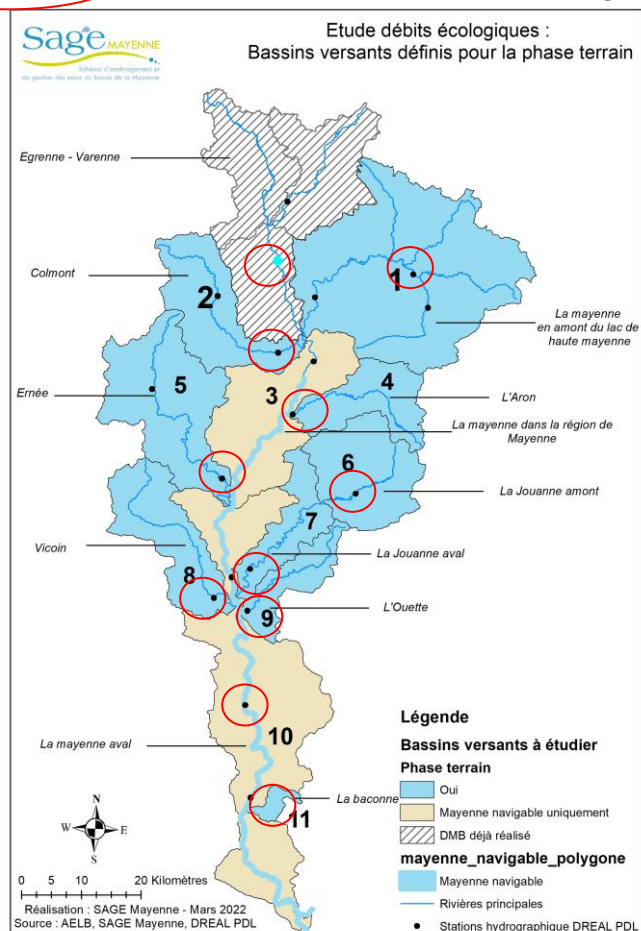 Sage MAYENNE
Schéma d'aménagement et
de gestion des eaux du bassin de la Mayenne
Etude débits écologiques :
Bassins versants définis pour la phase terrain
Egrenne - Varenne
Colmont
2
1
La mayenne
en amont du lac de
haute mayenne
5
Ernée
3
4
L'Aron
La mayenne dans la région de
Mayenne
6
La Jouanne amont
7
Vicoin
La Jouanne aval
8
L'Ouette
9
10
La mayenne aval
La baconne
11
N
W
E
S
0 5 10 20 Kilomètres
Réalisation : SAGE Mayenne - Mars 2022
Source : AELB, SAGE Mayenne, DREAL PDL
Légende
Bassins versants à étudier
Phase terrain
Oui
Mayenne navigable uniquement
DMB déjà réalisé
mayenne_navigable_polygone
Mayenne navigable
Rivières principales
Stations hydrographique DREAL PDL